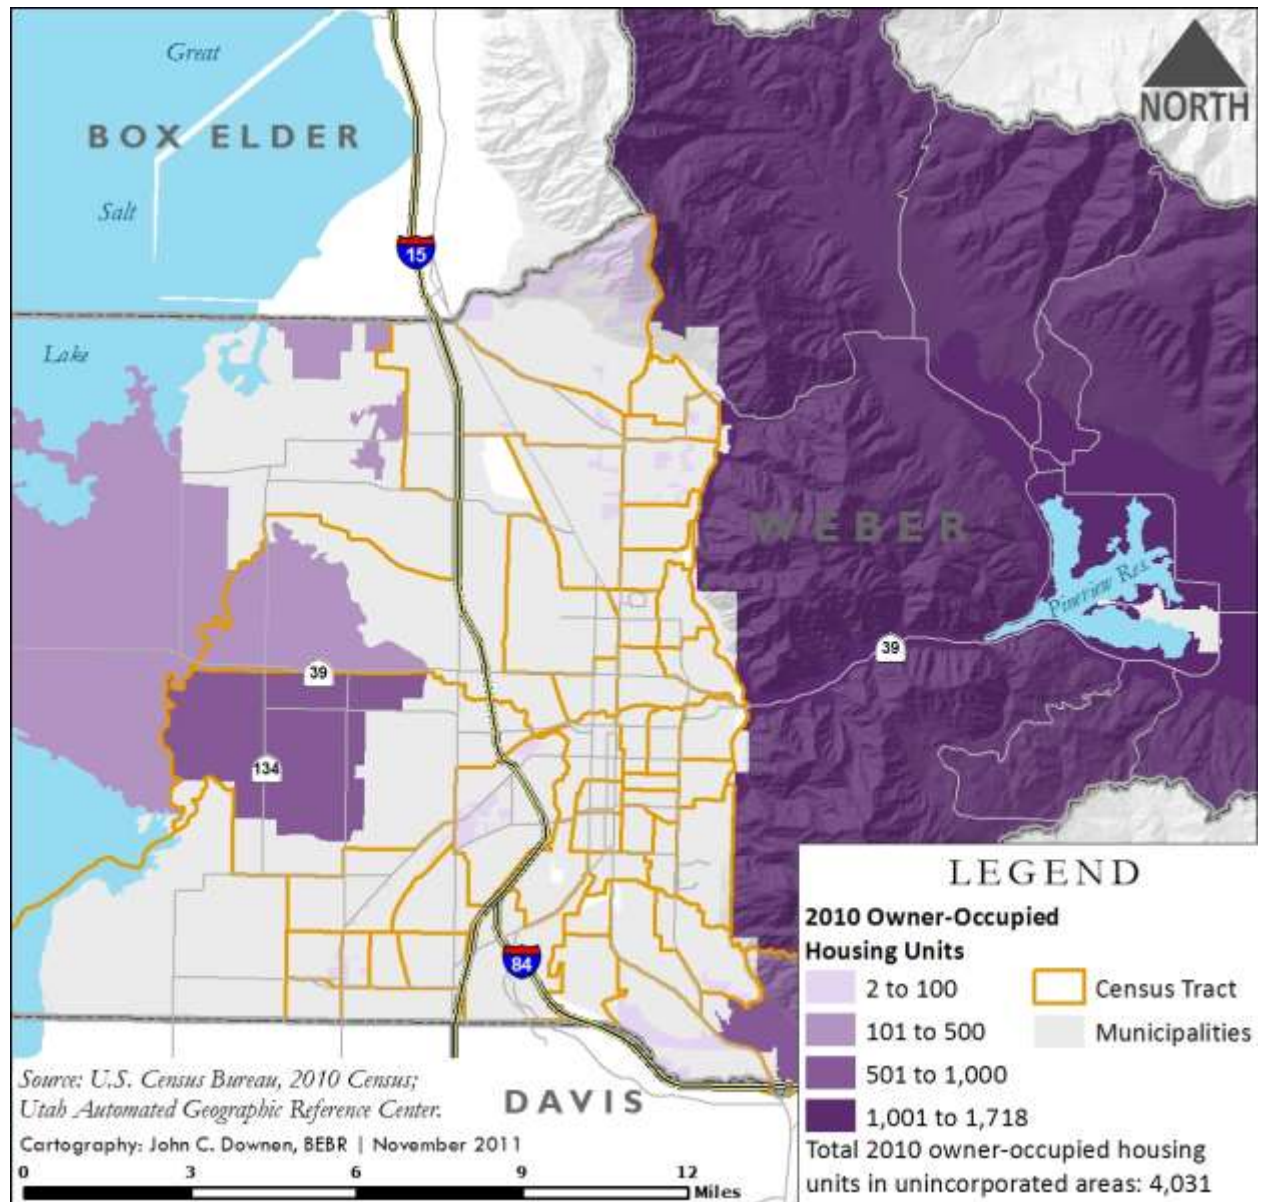 Great
BOX ELDER
NORTH
Salt
15
Lake
WEBER
Pineview Res.
39
39
134
LEGEND
2010 Owner-Occupied
Housing Units
2 to 100
Census Tract
101 to 500
Municipalities
501 to 1,000
1,001 to 1,718
Total 2010 owner-occupied housing
units in unincorporated areas: 4,031
84
DAVIS
Source: U.S. Census Bureau, 2010 Census;
Utah Automated Geographic Reference Center.
Cartography: John C. Downen, BEBR | November 2011
0 3 6 9 12
Miles